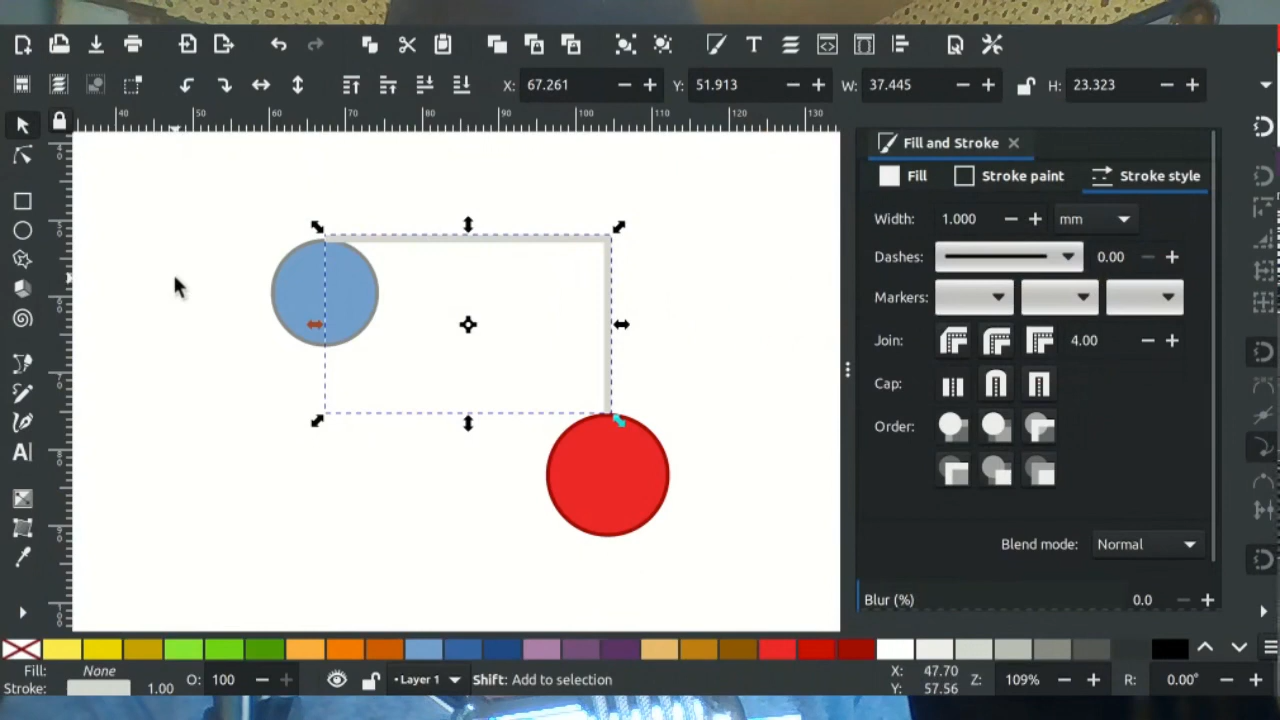 X: 67.261 Y: 51.913 W: 37.445 H: 23.323
40 50 60 70 80 90 100 110 120 130
Fill and Stroke
Fill Stroke paint Stroke style
Width: 1.000 mm
Dashes: 0.00
Markers:
Join: 4.00
Cap:
Order:
Blend mode: Normal
Blur (%) 0.0
Fill: None O: 100 Layer 1 Shift: Add to selection X: 47.70 Z: 109% R: 0.00°
Stroke: 1.00 Y: 57.56